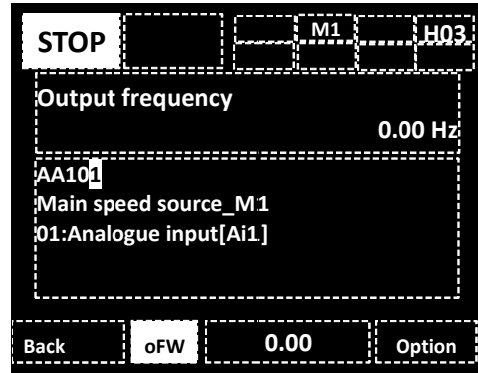 STOP M1 H03
Output frequency
0.00 Hz
AA101
Main speed source_M1
01:Analogue input[Ai1]
Back oFW 0.00 Option